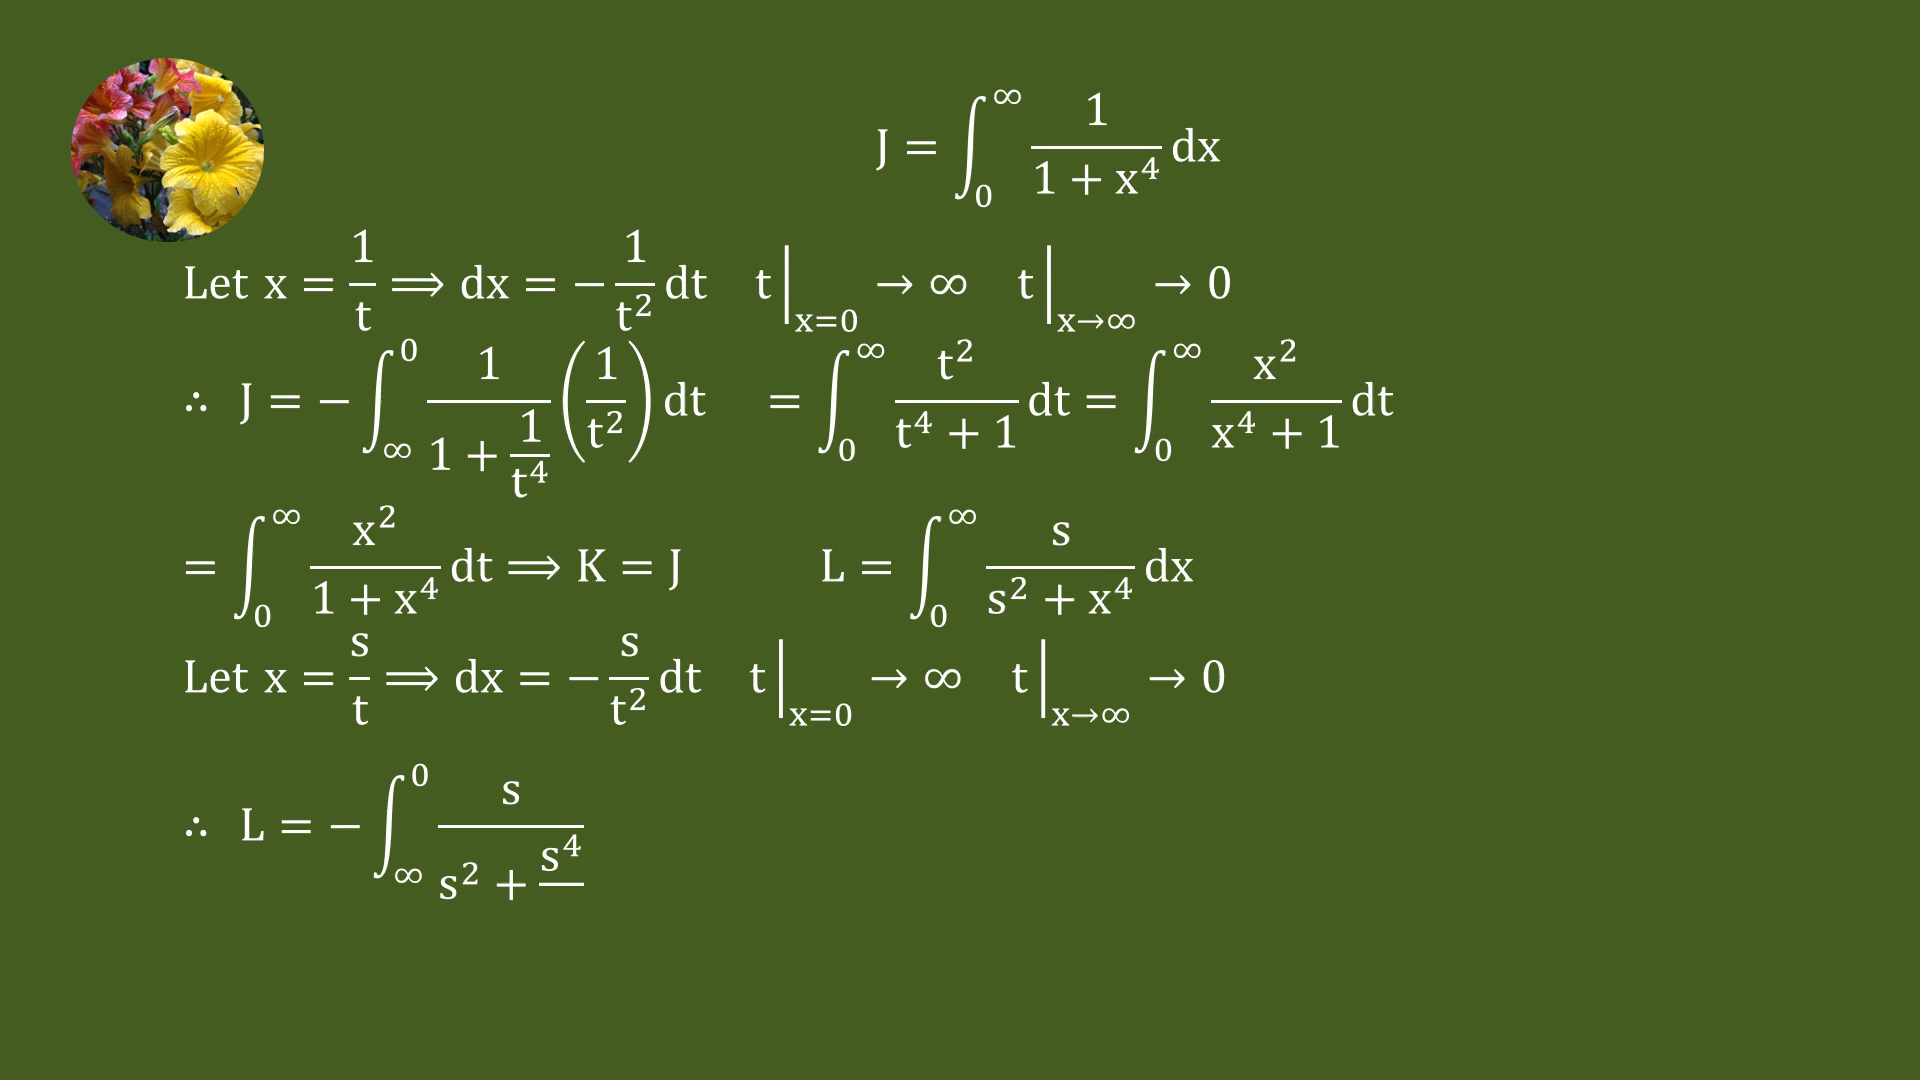 J = ∫₀^∞ 1/(1 + x⁴) dx
Let x = 1/t ⟹ dx = − 1/t² dt t|ₓ₌₀ → ∞ t|ₓ→∞ → 0
∴ J = − ∫_∞^0 1/(1 + 1/t⁴) (1/t²) dt = ∫₀^∞ t²/(t⁴ + 1) dt = ∫₀^∞ x²/(x⁴ + 1) dt
= ∫₀^∞ x²/(1 + x⁴) dt ⟹ K = J L = ∫₀^∞ s/(s² + x⁴) dx
Let x = s/t ⟹ dx = − s/t² dt t|ₓ₌₀ → ∞ t|ₓ→∞ → 0
∴ L = − ∫_∞^0 s/(s² + s⁴/)